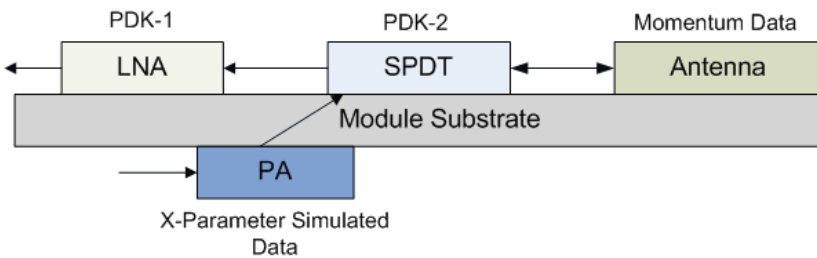 PDK-1
PDK-2
Momentum Data
LNA
SPDT
Antenna
Module Substrate
PA
X-Parameter Simulated
Data